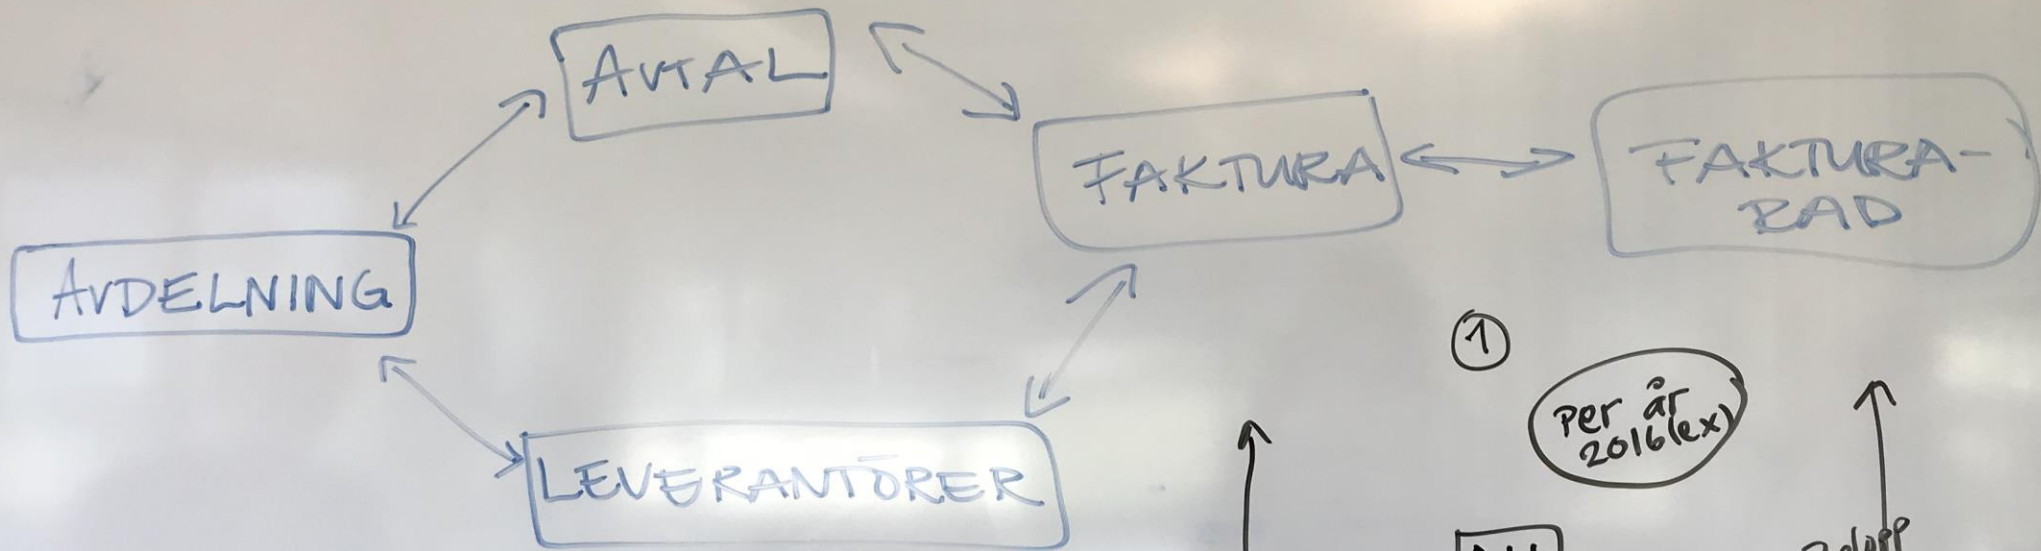 AVTAL
FAKTURA
FAKTURA-
RAD
AVDELNING
LEVERANTÖRER
1
Per år
2016(ex)